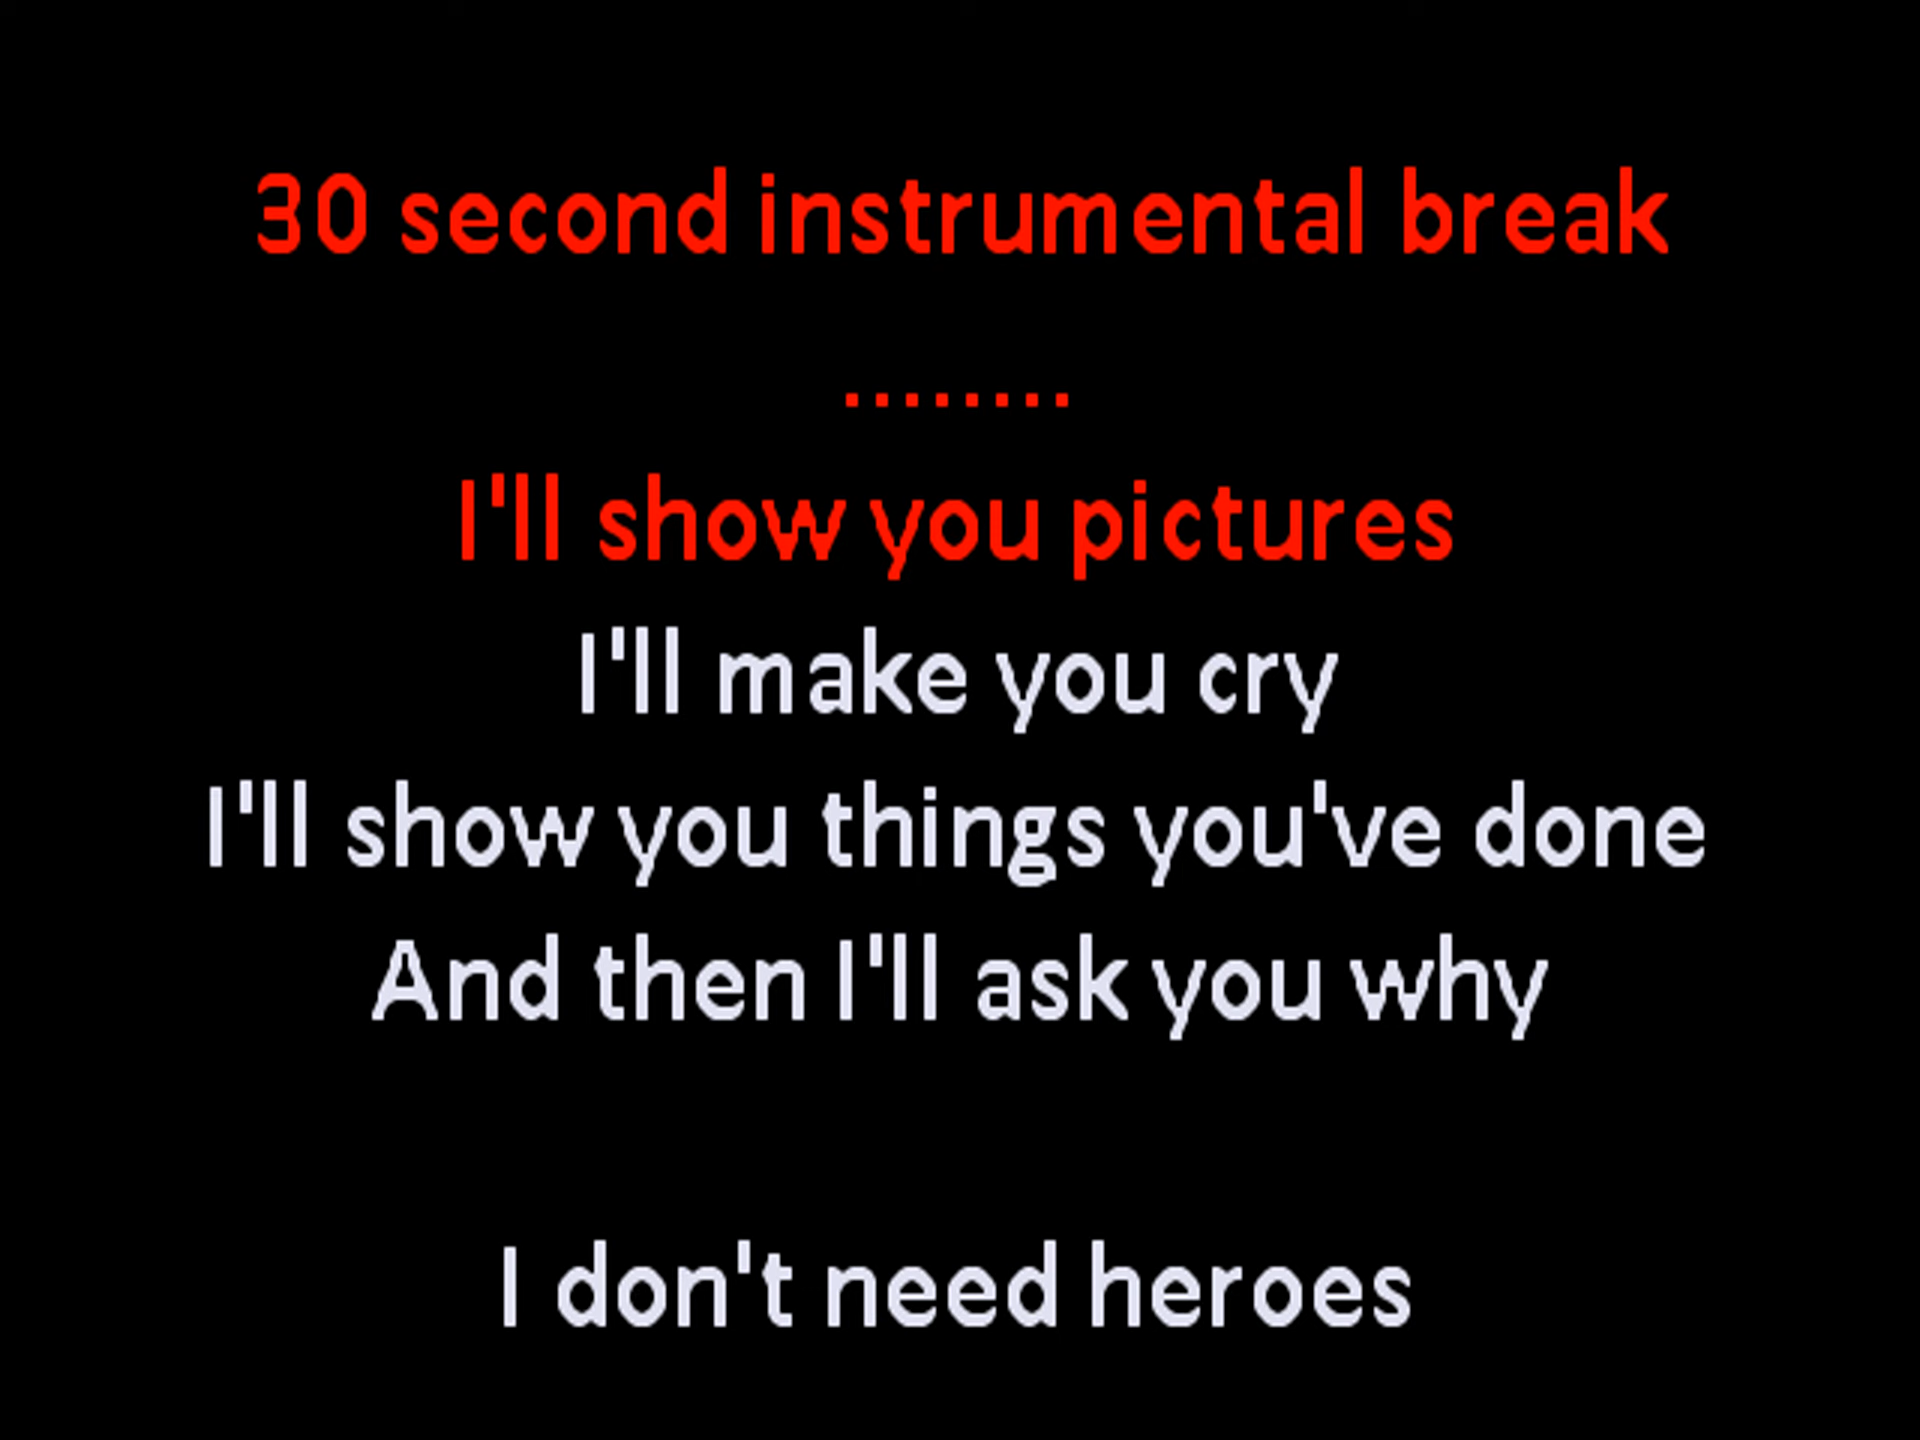 30 second instrumental break
........
I'll show you pictures
I'll make you cry
I'll show you things you've done
And then I'll ask you why
I don't need heroes